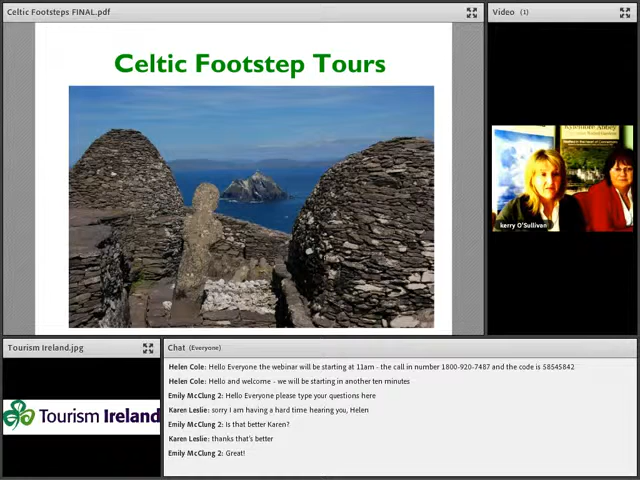 Celtic Footsteps FINAL.pdf
Video (1)
Celtic Footstep Tours
Kylemore Abbey
kerry O'Sullivan
Tourism Ireland.jpg
Tourism Ireland
Chat (Everyone)
Helen Cole: Hello Everyone the webinar will be starting at 11am - the call in number 1800-920-7487 and the code is 58545842
Helen Cole: Hello and welcome - we will be starting in another ten minutes
Emily McClung 2: Hello Everyone please type your questions here
Karen Leslie: sorry I am having a hard time hearing you, Helen
Emily McClung 2: Is that better Karen?
Karen Leslie: thanks that's better
Emily McClung 2: Great!